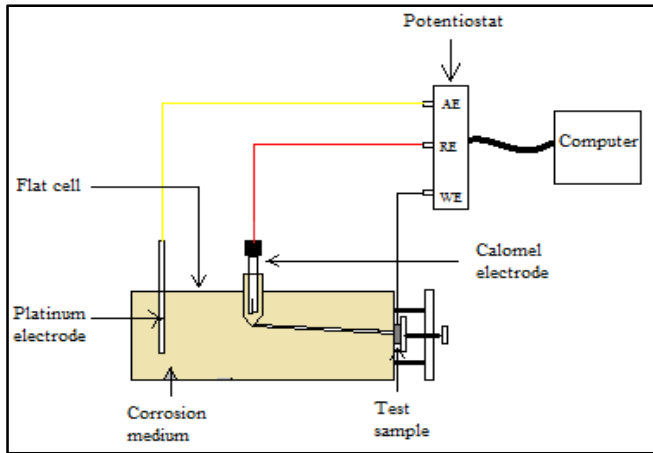 Potentiostat
AE
RE
WE
Computer
Flat cell
Calomel
electrode
Platinum
electrode
Corrosion
medium
Test
sample